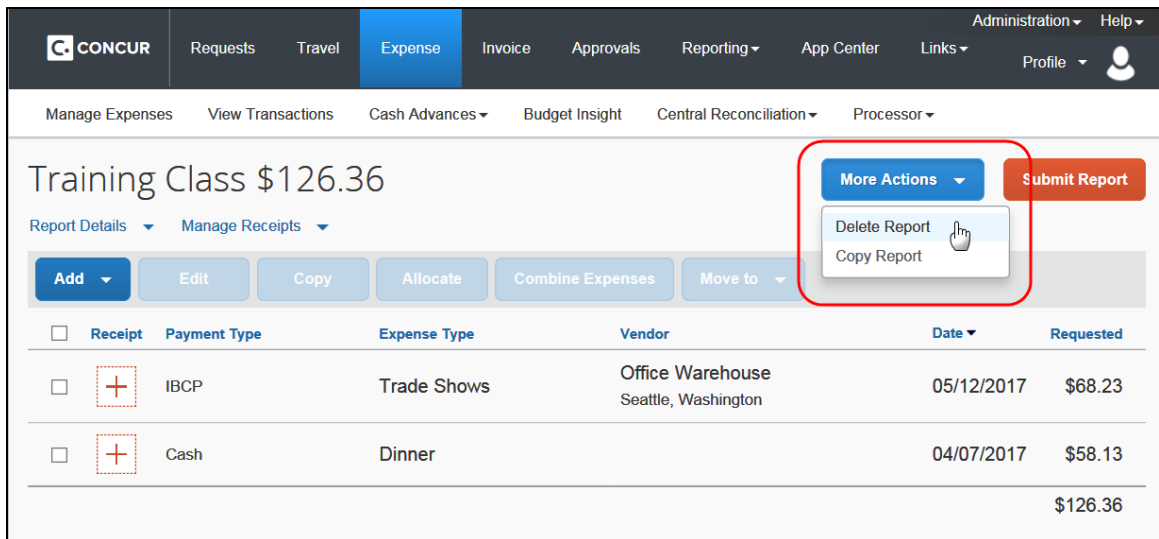 Administration Help
C. CONCUR Requests Travel Expense Invoice Approvals Reporting App Center Links
Profile
Manage Expenses View Transactions Cash Advances Budget Insight Central Reconciliation Processor
Training Class $126.36
More Actions Submit Report
Report Details Manage Receipts
Delete Report
Copy Report
Add Edit Copy Allocate Combine Expenses Move to
Receipt Payment Type Expense Type Vendor Date Requested
IBCP Trade Shows Office Warehouse 05/12/2017 $68.23
Seattle, Washington
Cash Dinner 04/07/2017 $58.13
$126.36